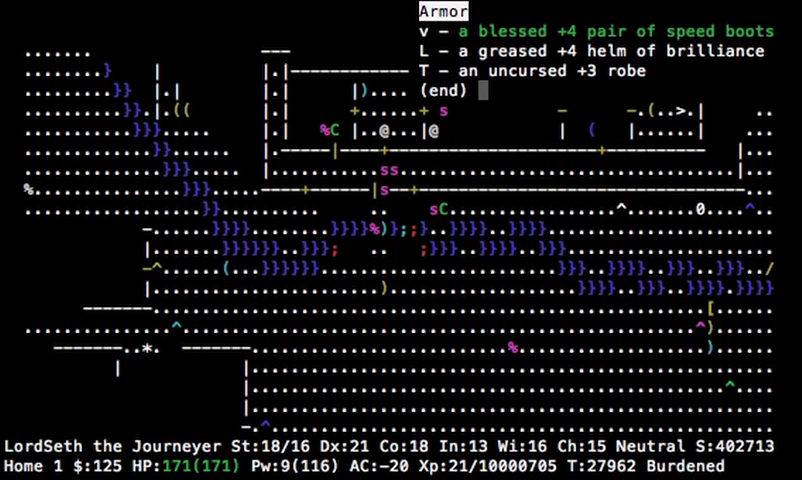 Armor
v – a blessed +4 pair of speed boots
L – a greased +4 helm of brilliance
T – an uncursed +3 robe
(end)
LordSeth the Journeyer St:18/16 Dx:21 Co:18 In:13 Wi:16 Ch:15 Neutral S:402713
Home 1 $:125 HP:171(171) Pw:9(116) AC:-20 Xp:21/10000705 T:27962 Burdened